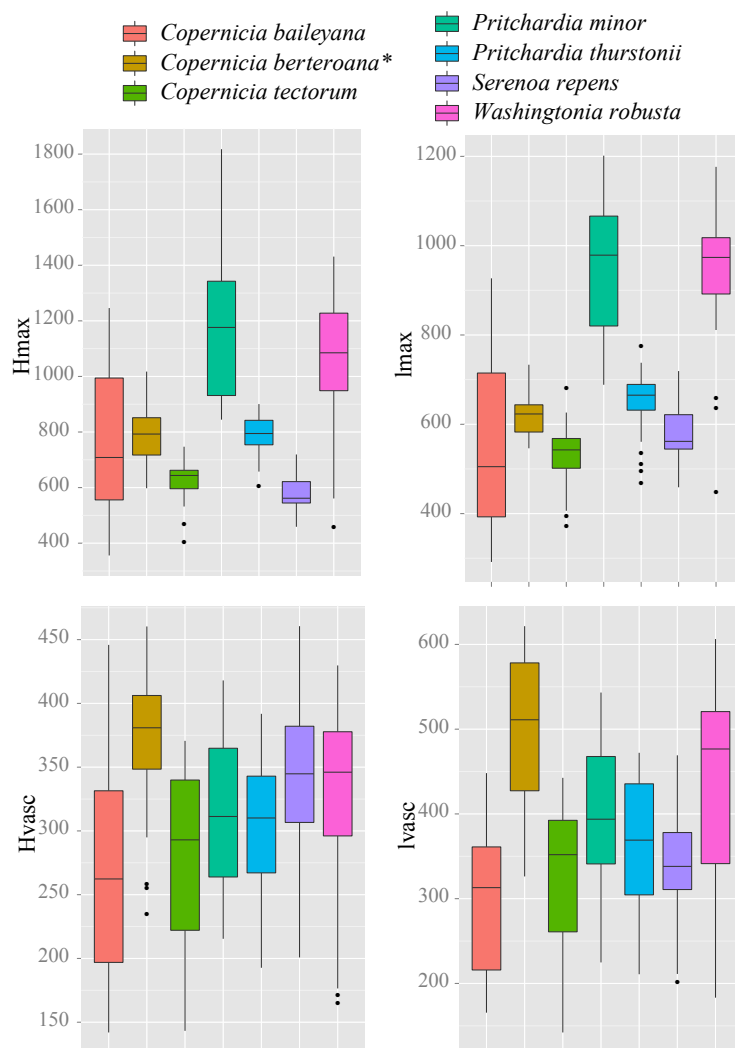 Copernicia baileyana
Copernicia berteroana*
Copernicia tectorum
Pritchardia minor
Pritchardia thurstonii
Serenoa repens
Washingtonia robusta
Hmax
1800
1600
1400
1200
1000
800
600
400
lmax
1200
1000
800
600
400
Hvasc
450
400
350
300
250
200
150
lvasc
600
500
400
300
200